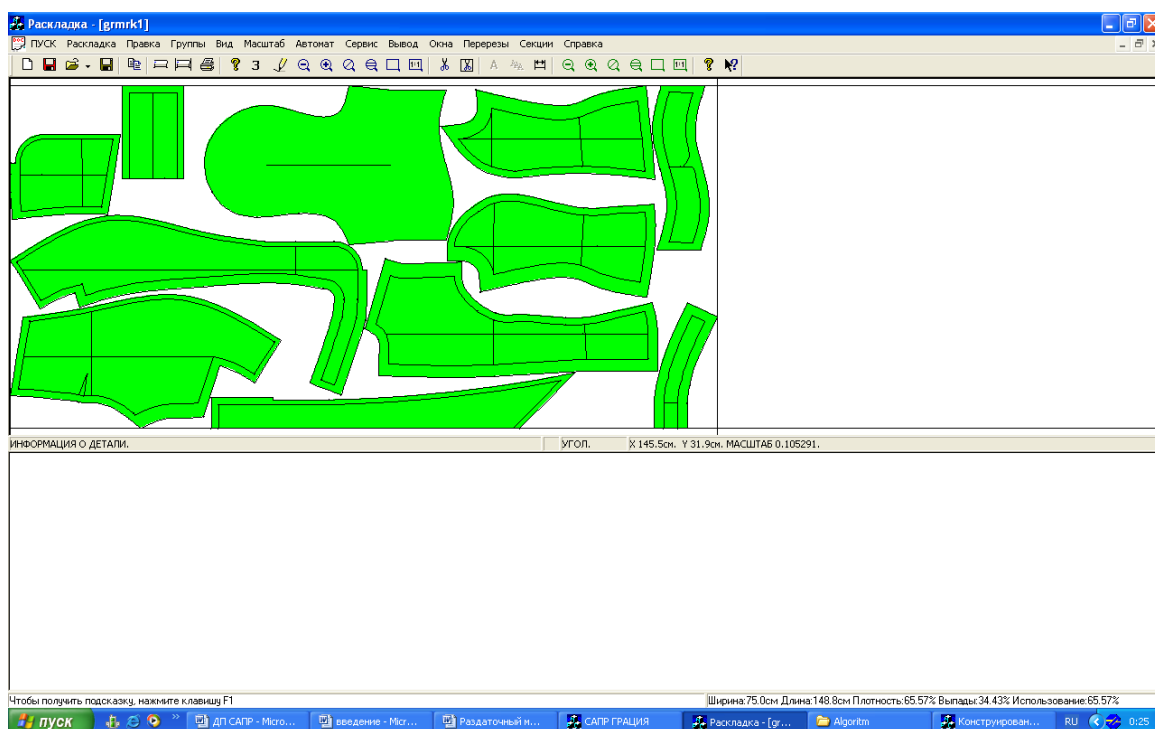 Раскладка - [grmrk1]
ПУСК Раскладка Правка Группы Вид Масштаб Автомат Сервис Вывод Окна Перерезы Секции Справка
ИНФОРМАЦИЯ О ДЕТАЛИ. УГОЛ. X 145.5см. Y 31.9см. МАСШТАБ 0.105291.
Чтобы получить подсказку, нажмите клавишу F1 Ширина:75.0см Длина:148.8см Плотность:65.57% Выпады:34.43% Использование:65.57%
пуск ДП САПР - Micro... введение - Micr... Раздаточный м... САПР ГРАЦИЯ Раскладка - [gr... Algoritm Конструирован... RU 0:25